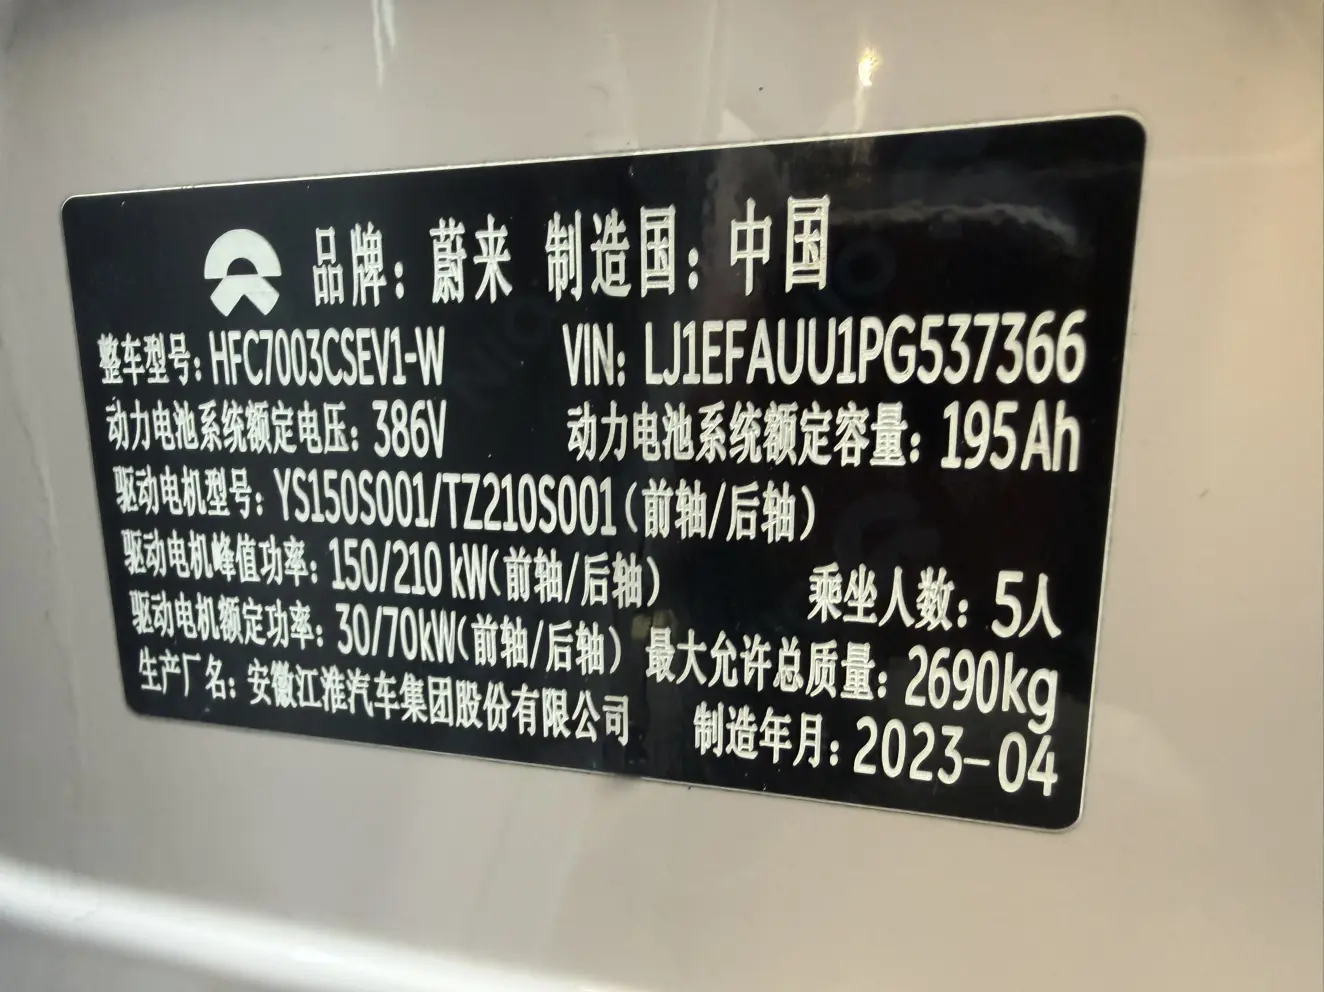 品牌：蔚来 制造国：中国
整车型号：HFC7003CSEV1-W VIN：LJ1EFAUU1PG537366
动力电池系统额定电压：386V 动力电池系统额定容量：195Ah
驱动电机型号：YS150S001/TZ210S001（前轴/后轴）
驱动电机峰值功率：150/210 kW（前轴/后轴） 乘坐人数：5人
驱动电机额定功率：30/70kW（前轴/后轴） 最大允许总质量：2690kg
生产厂名：安徽江淮汽车集团股份有限公司 制造年月：2023-04